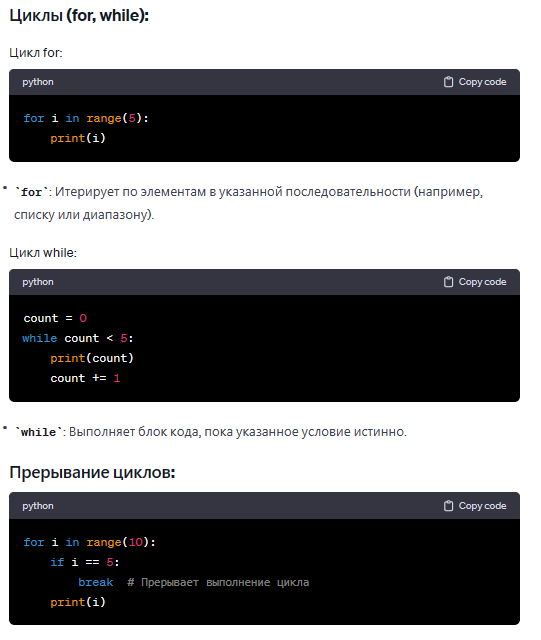 Циклы (for, while):
Цикл for:
python Copy code
for i in range(5):
    print(i)
• `for`: Итерирует по элементам в указанной последовательности (например,
списку или диапазону).
Цикл while:
python Copy code
count = 0
while count < 5:
    print(count)
    count += 1
• `while`: Выполняет блок кода, пока указанное условие истинно.
Прерывание циклов:
python Copy code
for i in range(10):
    if i == 5:
        break  # Прерывает выполнение цикла
    print(i)